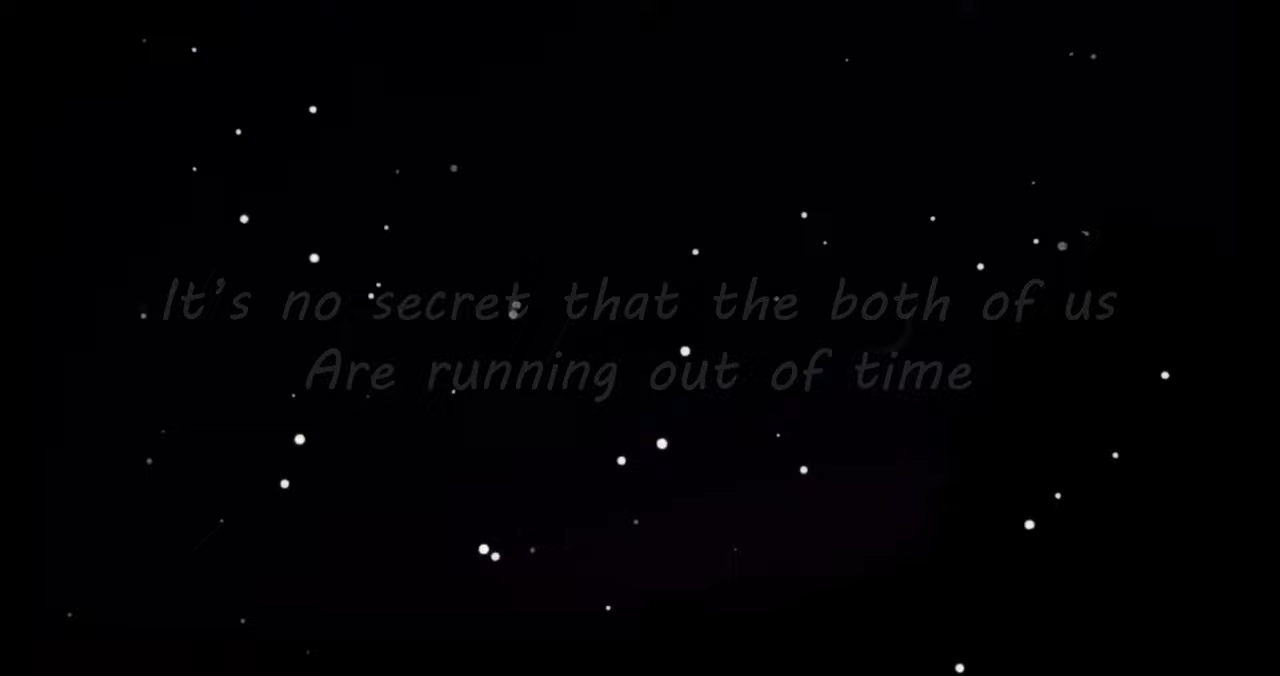 It’s no secret that the both of us
Are running out of time